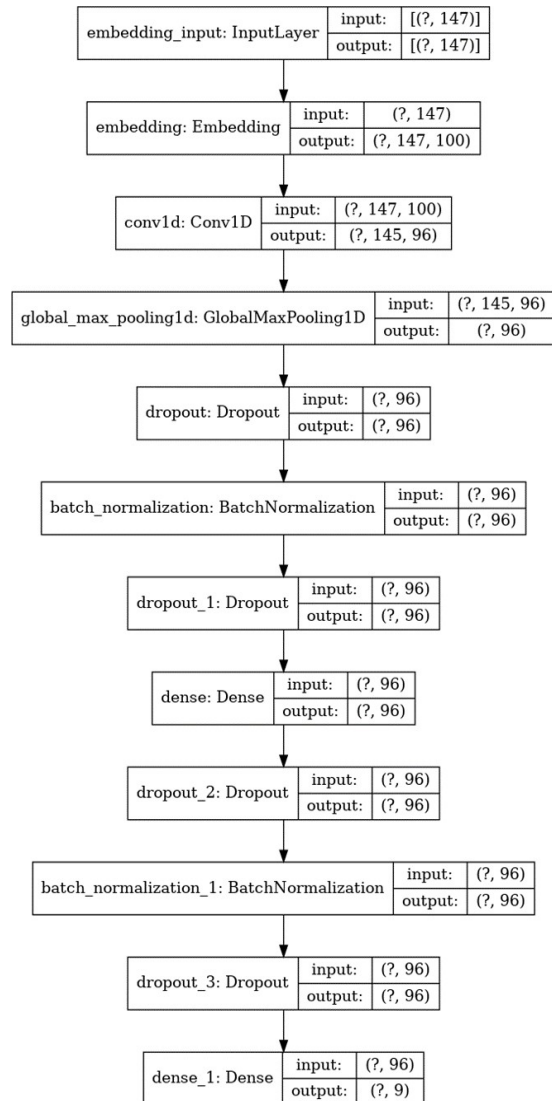 embedding_input: InputLayer
input: [(?, 147)]
output: [(?, 147)]
embedding: Embedding
input: (?, 147)
output: (?, 147, 100)
conv1d: Conv1D
input: (?, 147, 100)
output: (?, 145, 96)
global_max_pooling1d: GlobalMaxPooling1D
input: (?, 145, 96)
output: (?, 96)
dropout: Dropout
input: (?, 96)
output: (?, 96)
batch_normalization: BatchNormalization
input: (?, 96)
output: (?, 96)
dropout_1: Dropout
input: (?, 96)
output: (?, 96)
dense: Dense
input: (?, 96)
output: (?, 96)
dropout_2: Dropout
input: (?, 96)
output: (?, 96)
batch_normalization_1: BatchNormalization
input: (?, 96)
output: (?, 96)
dropout_3: Dropout
input: (?, 96)
output: (?, 96)
dense_1: Dense
input: (?, 96)
output: (?, 9)